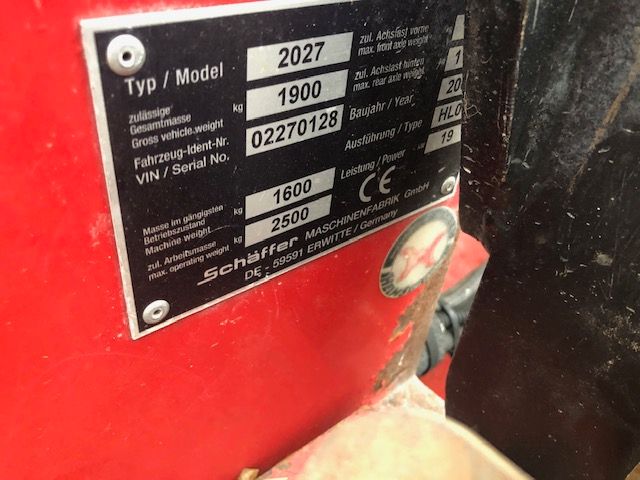 Typ / Model 2027
zulässige
Gesamtmasse
Gross vehicle.weight kg 1900
Fahrzeug-Ident-Nr.
VIN / Serial No. 02270128
Masse im gängigsten
Betriebszustand
Machine weight kg 1600
zul. Arbeitsmasse
max. operating weight kg 2500
zul. Achslast vorne
max. front axle weight
zul. Achslast hinten
max. rear axle weight 1
Baujahr / Year 20
Ausführung / Type HL0
Leistung / Power kW 19
CE
Schäffer MASCHINENFABRIK GmbH
DE - 59591 ERWITTE / Germany